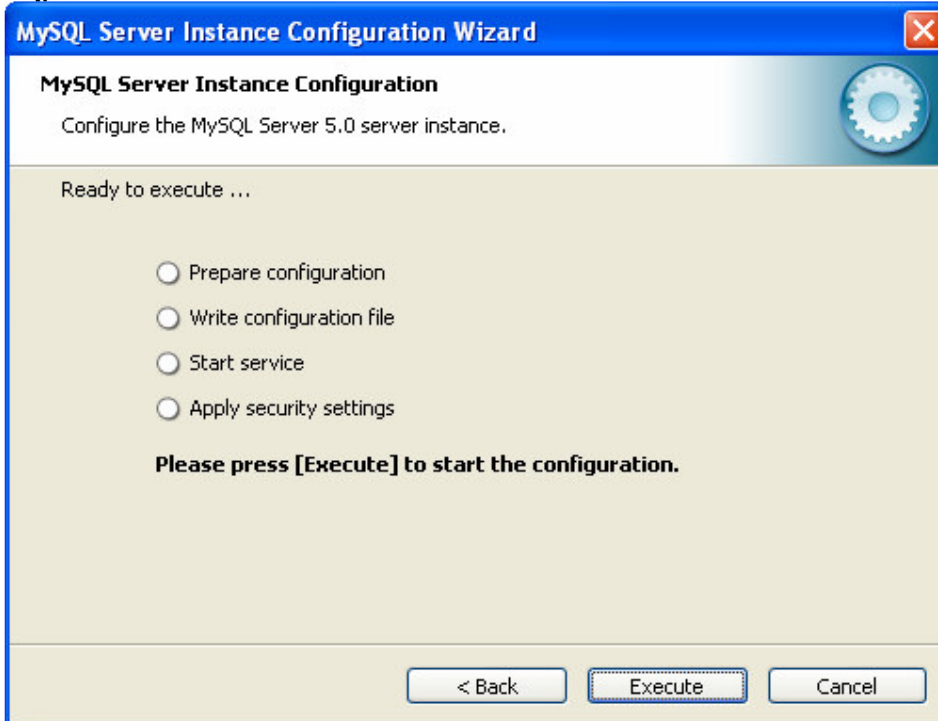 MySQL Server Instance Configuration Wizard
MySQL Server Instance Configuration
Configure the MySQL Server 5.0 server instance.
Ready to execute ...
Prepare configuration
Write configuration file
Start service
Apply security settings
Please press [Execute] to start the configuration.
< Back
Execute
Cancel